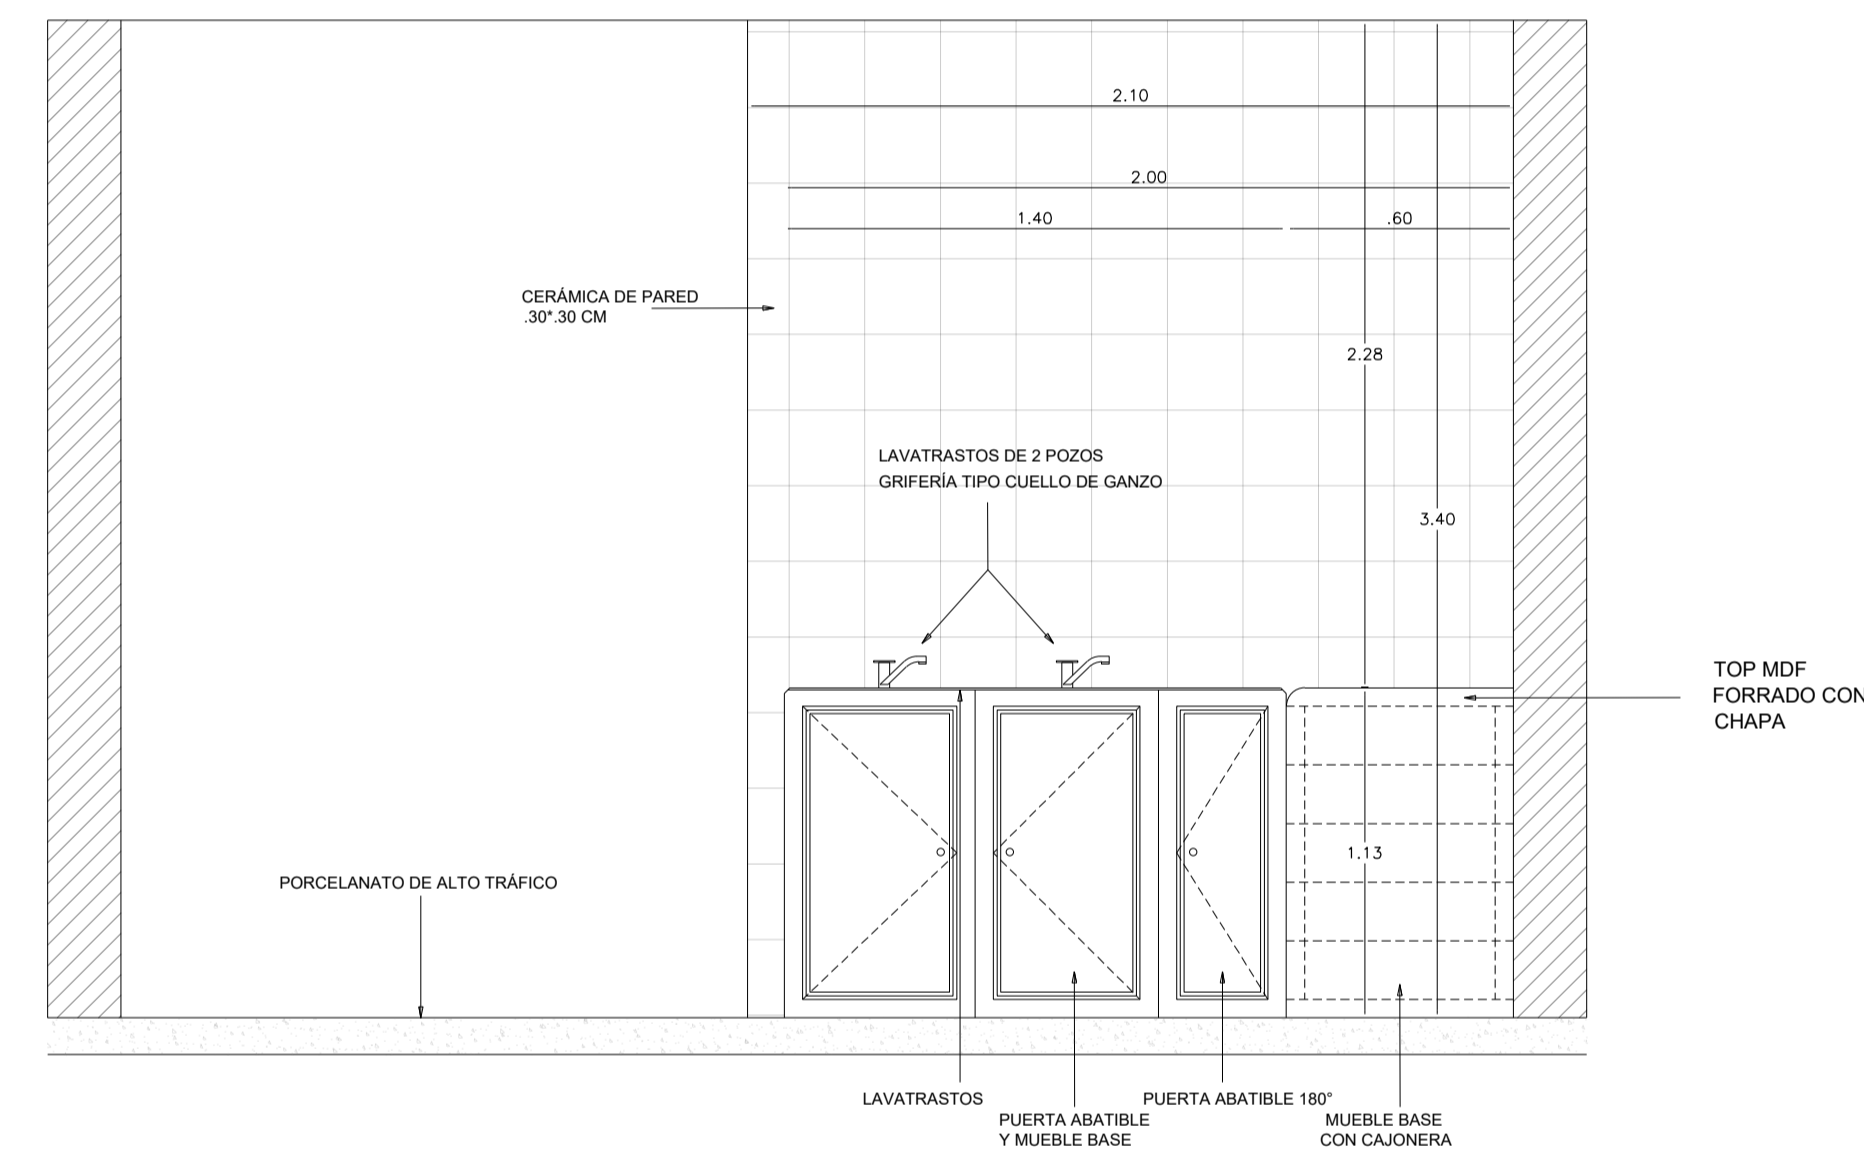 2.10
2.00
1.40
.60
CERÁMICA DE PARED
.30*.30 CM
2.28
LAVATRASTOS DE 2 POZOS
GRIFERÍA TIPO CUELLO DE GANZO
3.40
TOP MDF
FORRADO CON
CHAPA
1.13
PORCELANATO DE ALTO TRÁFICO
LAVATRASTOS
PUERTA ABATIBLE
Y MUEBLE BASE
PUERTA ABATIBLE 180°
MUEBLE BASE
CON CAJONERA